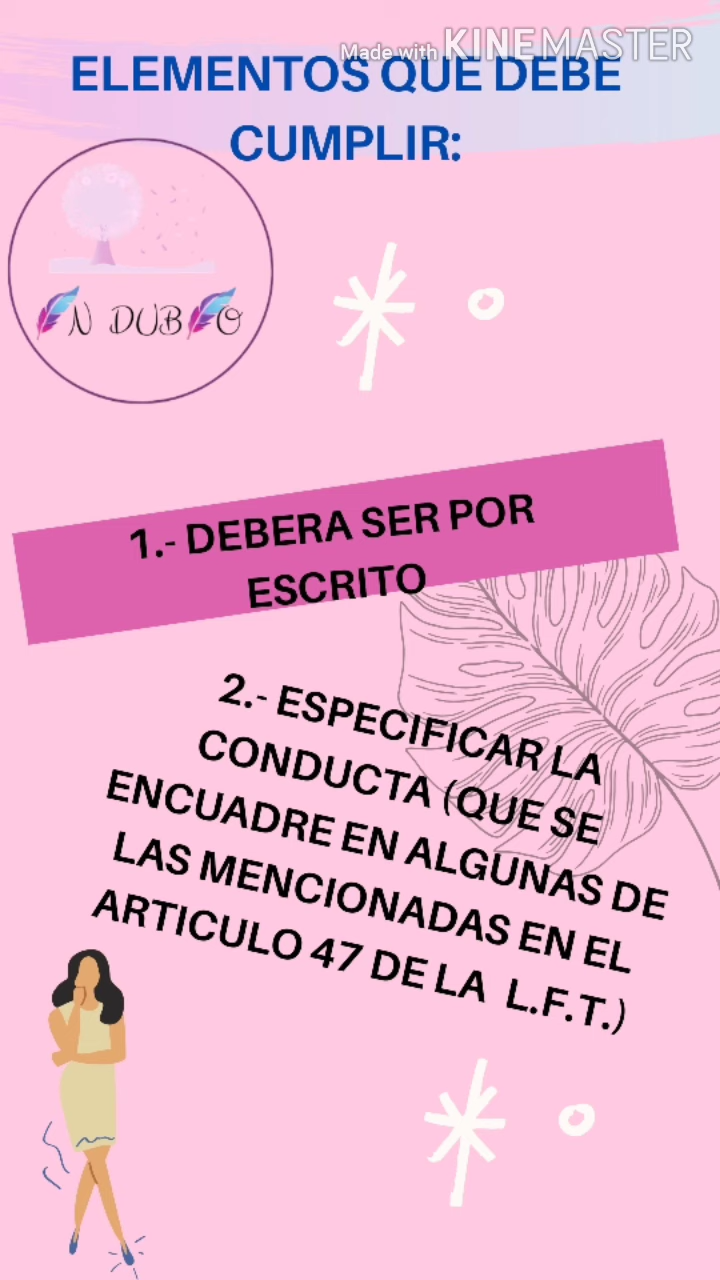 Made with KINEMASTER
ELEMENTOS QUE DEBE
CUMPLIR:
N DUB O
1.- DEBERA SER POR
ESCRITO
2.- ESPECIFICAR LA
CONDUCTA (QUE SE
ENCUADRE EN ALGUNAS DE
LAS MENCIONADAS EN EL
ARTICULO 47 DE LA L.F.T.)